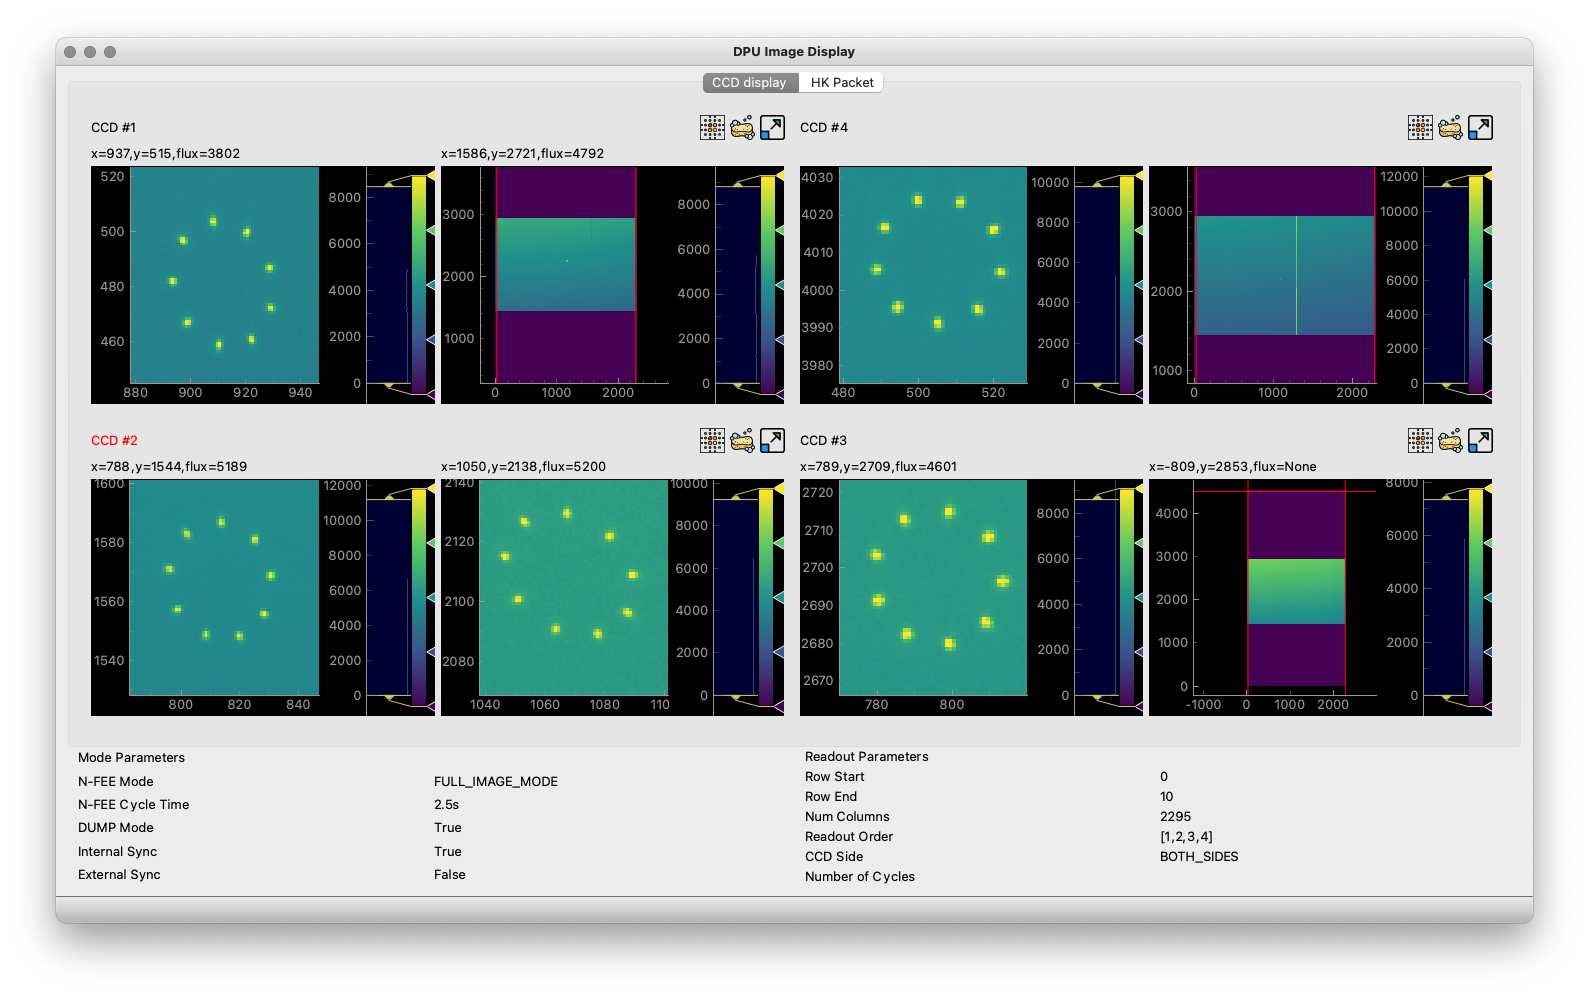 DPU Image Display
CCD display HK Packet
CCD #1
x=937,y=515,flux=3802 x=1586,y=2721,flux=4792
520
500
480
460
880 900 920 940
8000
6000
4000
2000
0
3000
2000
1000
0 1000 2000
8000
6000
4000
2000
0
CCD #4
4030
4020
4010
4000
3990
3980
480 500 520
10000
8000
6000
4000
2000
0
3000
2000
1000
0 1000 2000
12000
10000
8000
6000
4000
2000
0
CCD #2
x=788,y=1544,flux=5189 x=1050,y=2138,flux=5200
1600
1580
1560
1540
800 820 840
12000
10000
8000
6000
4000
2000
0
2140
2120
2100
2080
1040 1060 1080 110
10000
8000
6000
4000
2000
0
CCD #3
x=789,y=2709,flux=4601 x=-809,y=2853,flux=None
2720
2710
2700
2690
2680
2670
780 800
8000
6000
4000
2000
0
4000
3000
2000
1000
0
-1000 0 1000 2000
8000
6000
4000
2000
0
Mode Parameters
N-FEE Mode FULL_IMAGE_MODE
N-FEE Cycle Time 2.5s
DUMP Mode True
Internal Sync True
External Sync False
Readout Parameters
Row Start 0
Row End 10
Num Columns 2295
Readout Order [1,2,3,4]
CCD Side BOTH_SIDES
Number of Cycles